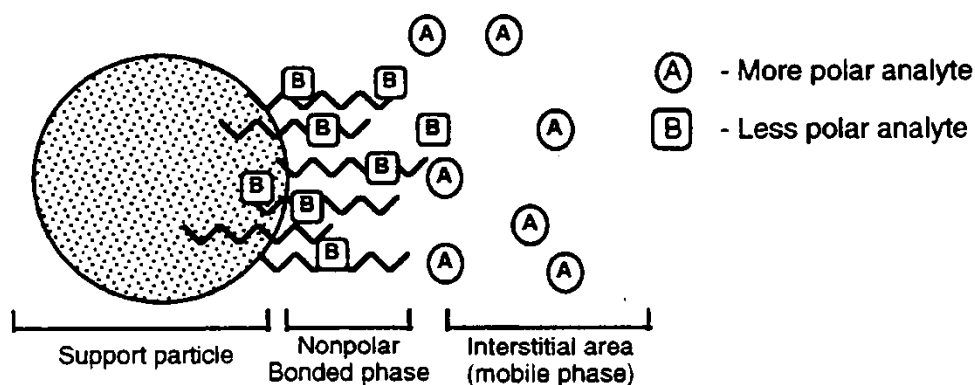 A A
A - More polar analyte
B B
B B A B - Less polar analyte
B A
B B
A
B A A
Support particle
Nonpolar
Bonded phase
Interstitial area
(mobile phase)